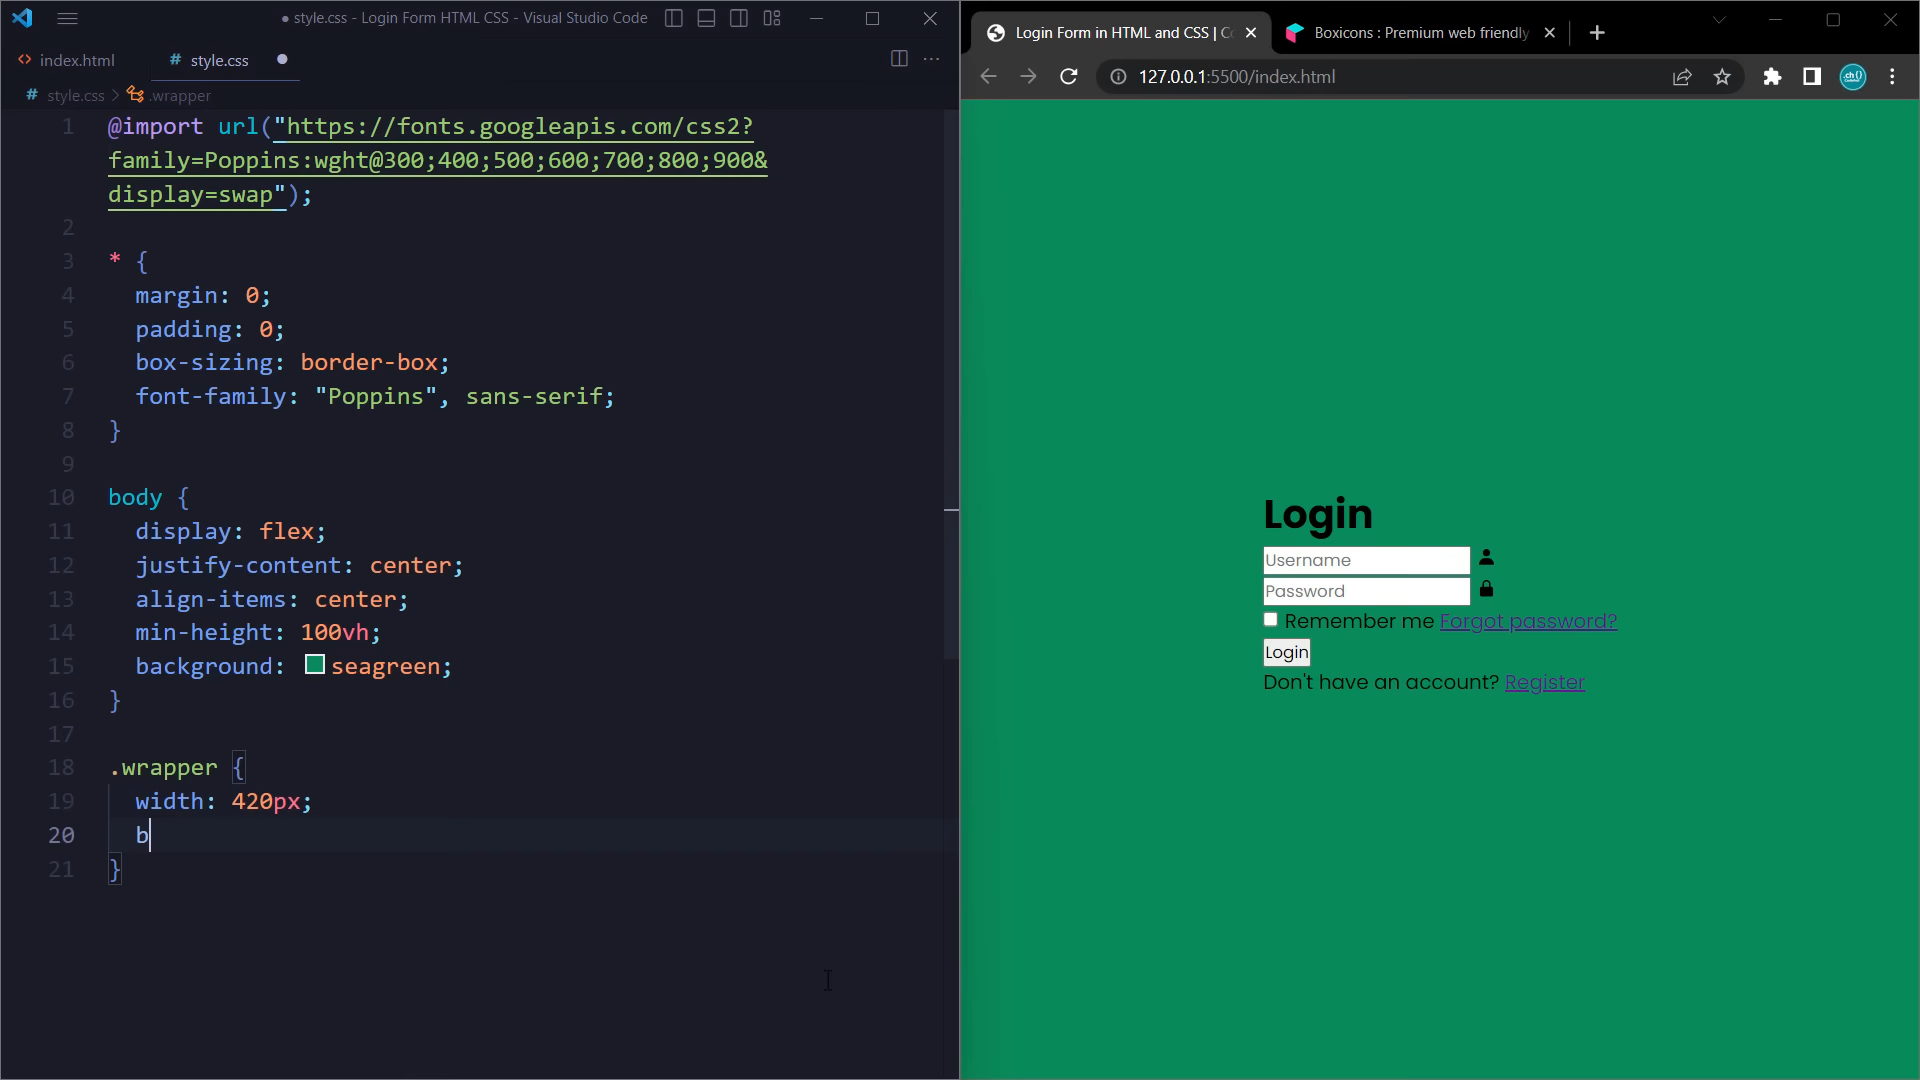 style.css - Login Form HTML CSS - Visual Studio Code
index.html
# style.css
# style.css > .wrapper
1 @import url("https://fonts.googleapis.com/css2?
family=Poppins:wght@300;400;500;600;700;800;900&
display=swap");
2
3 * {
4 margin: 0;
5 padding: 0;
6 box-sizing: border-box;
7 font-family: "Poppins", sans-serif;
8 }
9
10 body {
11 display: flex;
12 justify-content: center;
13 align-items: center;
14 min-height: 100vh;
15 background: seagreen;
16 }
17
18 .wrapper {
19 width: 420px;
20 b
21 }
Login Form in HTML and CSS |
Boxicons : Premium web friendly
127.0.0.1:5500/index.html
Login
Username
Password
Remember me Forgot password?
Login
Don't have an account? Register